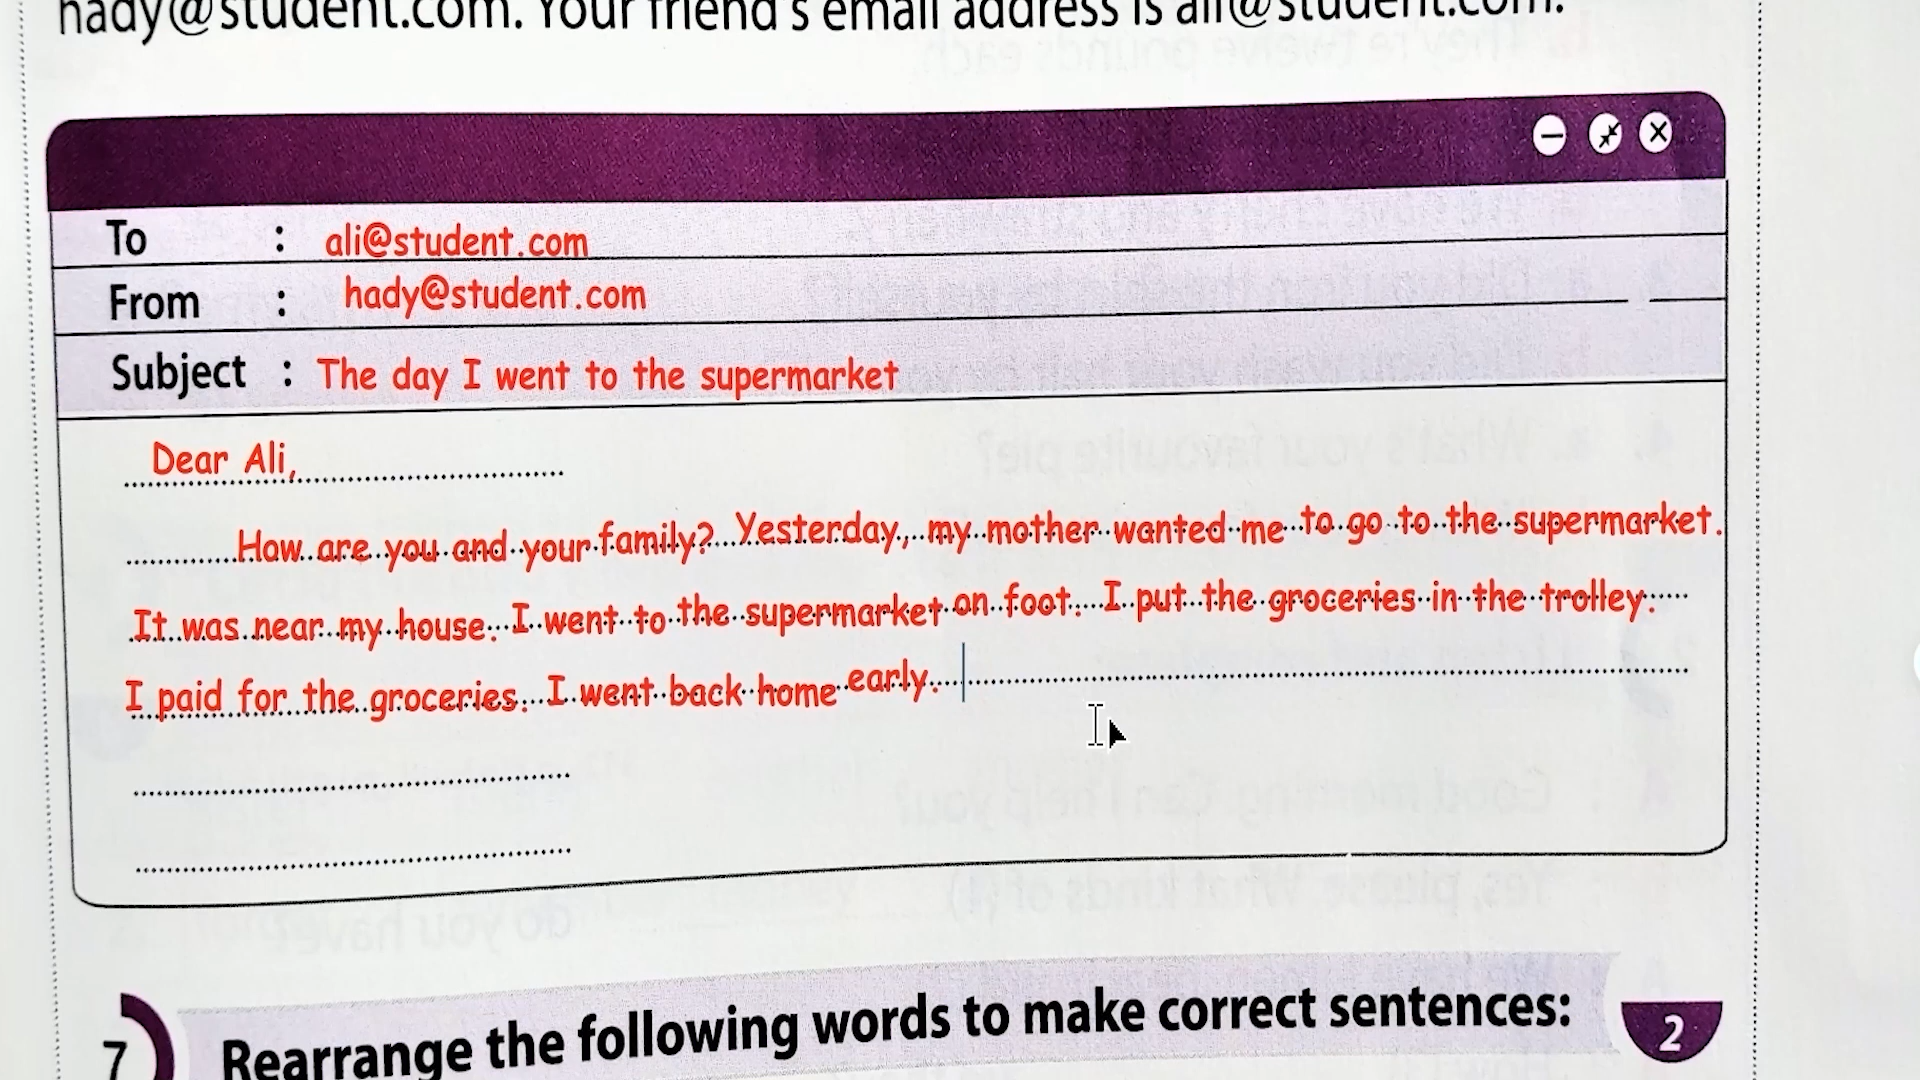 hady@student.com. Your friend's email address is ali@student.com.
To : ali@student.com
From : hady@student.com
Subject : The day I went to the supermarket
Dear Ali,
How are you and your family? Yesterday, my mother wanted me to go to the supermarket.
It was near my house. I went to the supermarket on foot. I put the groceries in the trolley.
I paid for the groceries. I went back home early.
7 Rearrange the following words to make correct sentences: 2